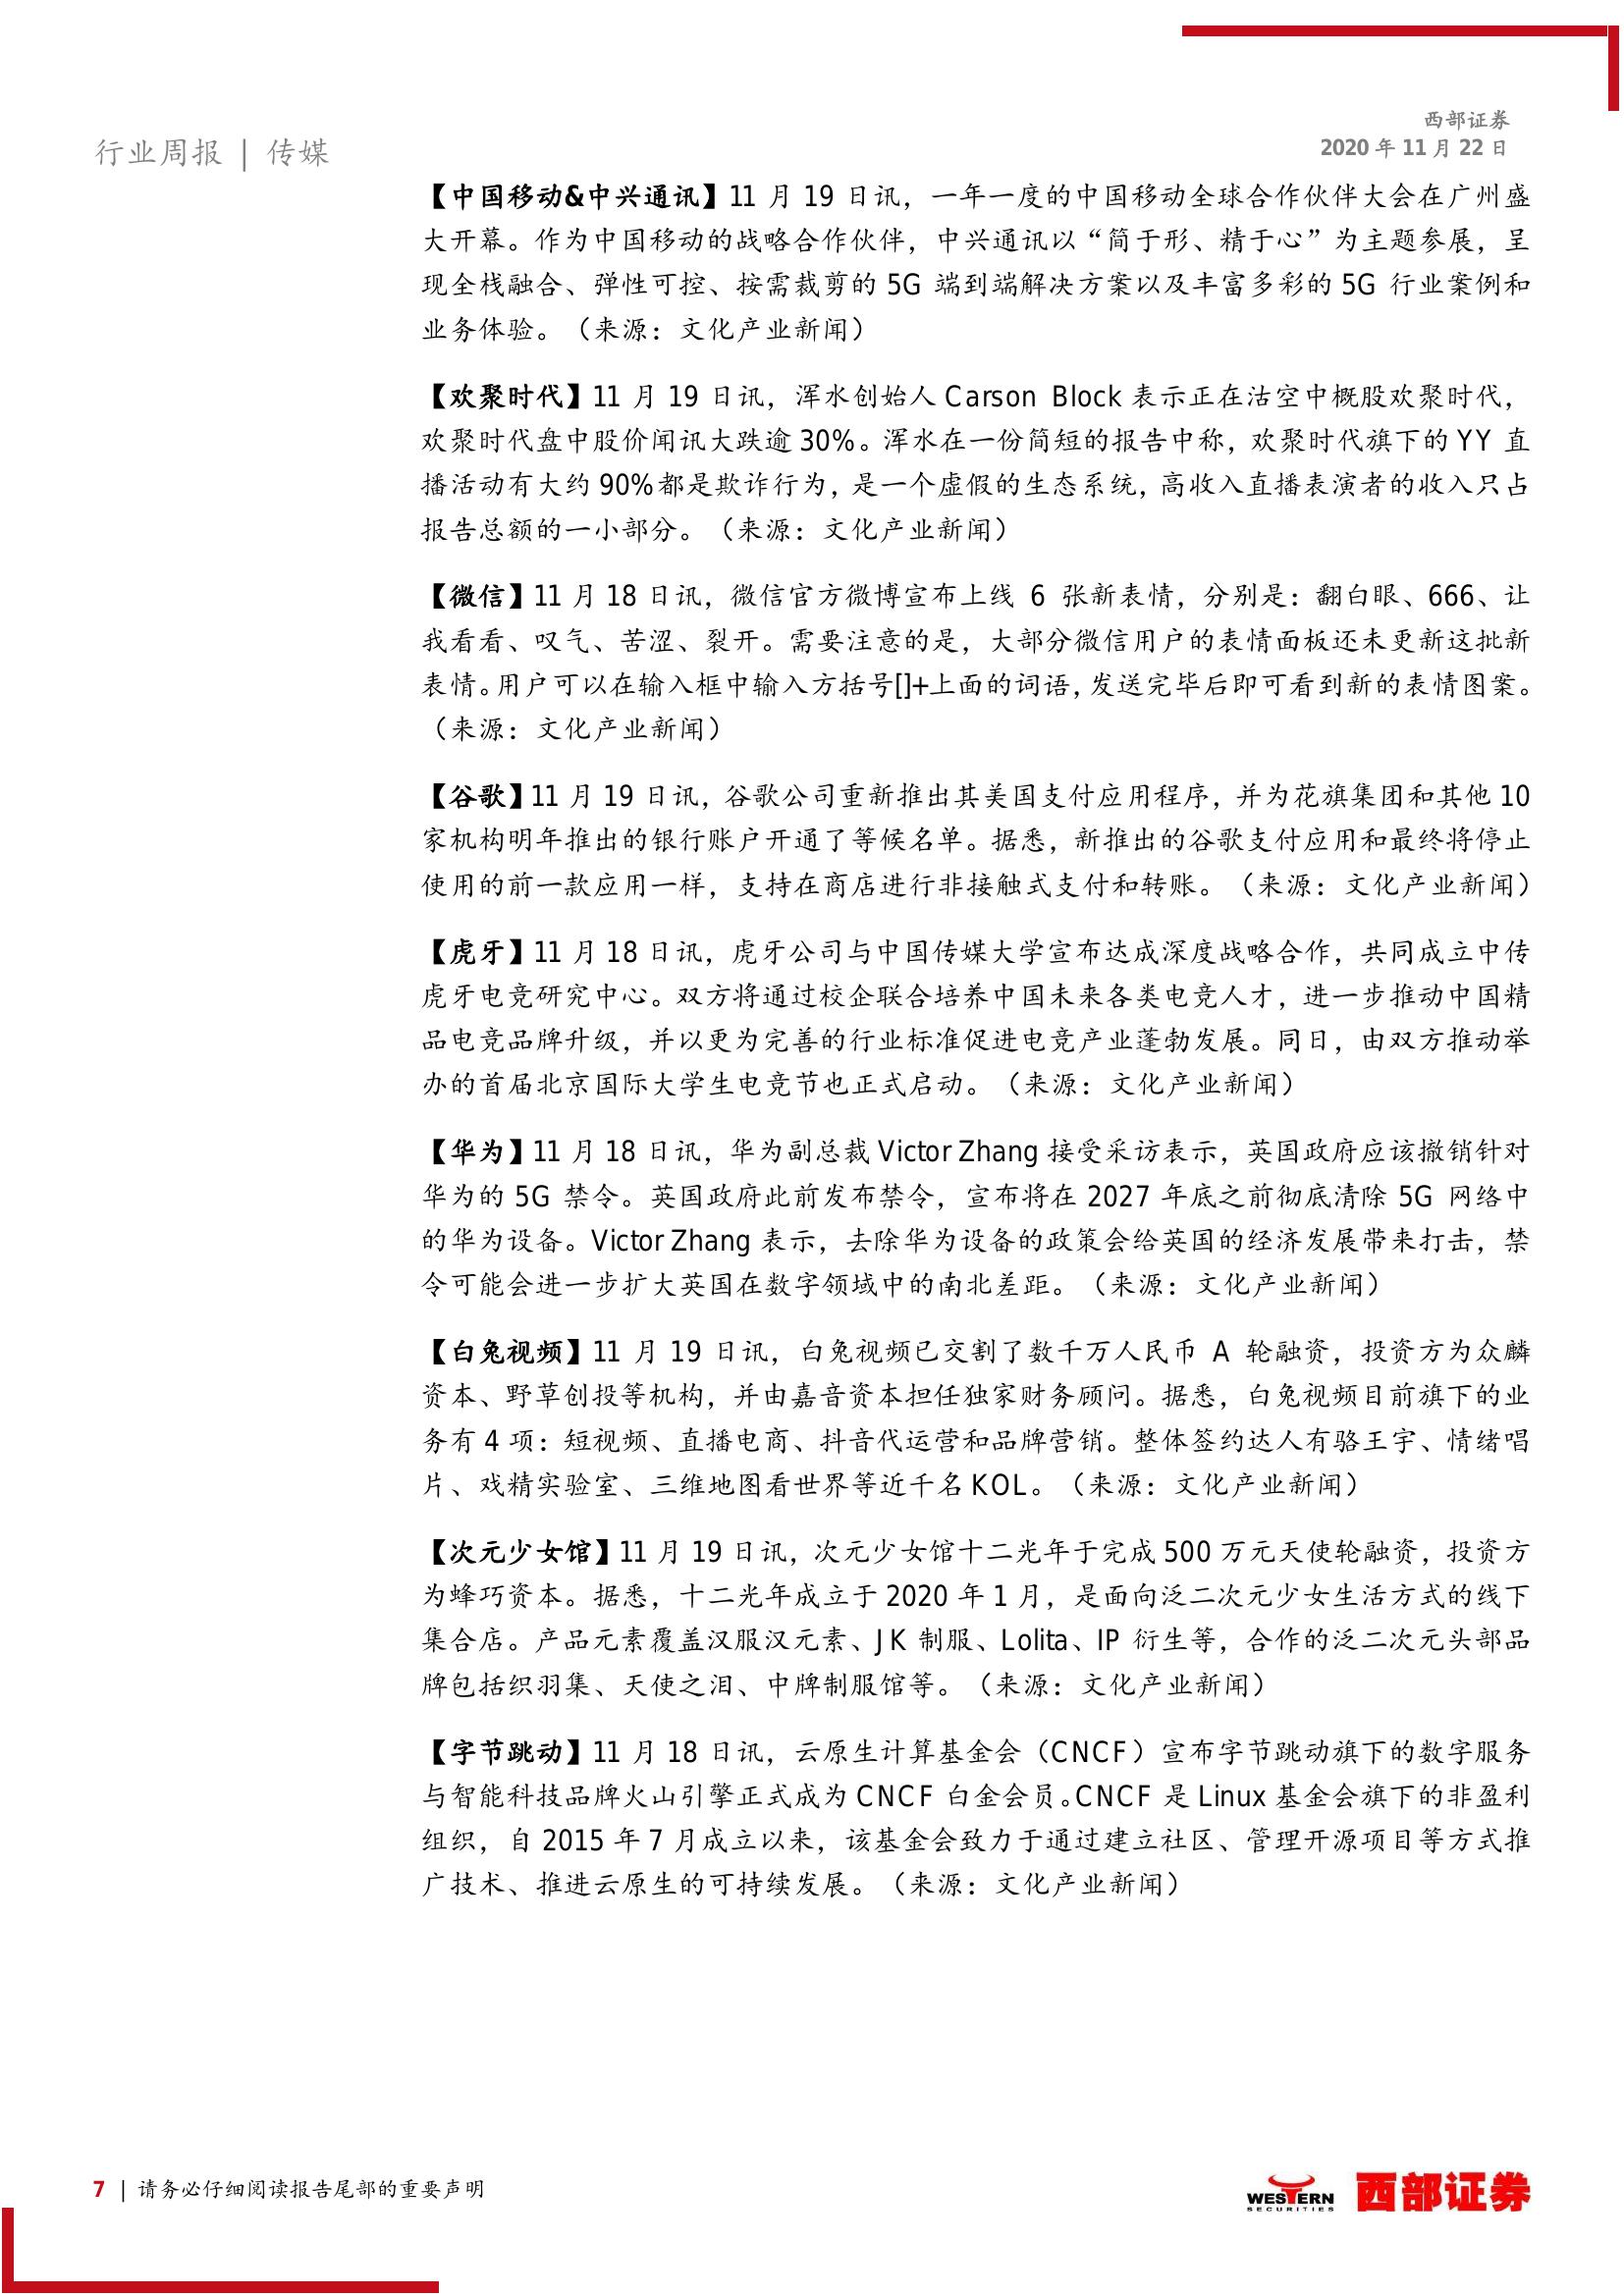 西部证券
行业周报 | 传媒
2020 年 11 月 22 日
【中国移动&中兴通讯】11 月 19 日讯，一年一度的中国移动全球合作伙伴大会在广州盛
大开幕。作为中国移动的战略合作伙伴，中兴通讯以“简于形、精于心”为主题参展，呈
现全栈融合、弹性可控、按需裁剪的 5G 端到端解决方案以及丰富多彩的 5G 行业案例和
业务体验。（来源：文化产业新闻）
【欢聚时代】11 月 19 日讯，浑水创始人 Carson Block 表示正在沽空中概股欢聚时代，
欢聚时代盘中股价闻讯大跌逾 30%。浑水在一份简短的报告中称，欢聚时代旗下的 YY 直
播活动有大约 90%都是欺诈行为，是一个虚假的生态系统，高收入直播表演者的收入只占
报告总额的一小部分。（来源：文化产业新闻）
【微信】11 月 18 日讯，微信官方微博宣布上线 6 张新表情，分别是：翻白眼、666、让
我看看、叹气、苦涩、裂开。需要注意的是，大部分微信用户的表情面板还未更新这批新
表情。用户可以在输入框中输入方括号[]+上面的词语，发送完毕后即可看到新的表情图案。
（来源：文化产业新闻）
【谷歌】11 月 19 日讯，谷歌公司重新推出其美国支付应用程序，并为花旗集团和其他 10
家机构明年推出的银行账户开通了等候名单。据悉，新推出的谷歌支付应用和最终将停止
使用的前一款应用一样，支持在商店进行非接触式支付和转账。（来源：文化产业新闻）
【虎牙】11 月 18 日讯，虎牙公司与中国传媒大学宣布达成深度战略合作，共同成立中传
虎牙电竞研究中心。双方将通过校企联合培养中国未来各类电竞人才，进一步推动中国精
品电竞品牌升级，并以更为完善的行业标准促进电竞产业蓬勃发展。同日，由双方推动举
办的首届北京国际大学生电竞节也正式启动。（来源：文化产业新闻）
【华为】11 月 18 日讯，华为副总裁 Victor Zhang 接受采访表示，英国政府应该撤销针对
华为的 5G 禁令。英国政府此前发布禁令，宣布将在 2027 年底之前彻底清除 5G 网络中
的华为设备。Victor Zhang 表示，去除华为设备的政策会给英国的经济发展带来打击，禁
令可能会进一步扩大英国在数字领域中的南北差距。（来源：文化产业新闻）
【白兔视频】11 月 19 日讯，白兔视频已交割了数千万人民币 A 轮融资，投资方为众麟
资本、野草创投等机构，并由嘉音资本担任独家财务顾问。据悉，白兔视频目前旗下的业
务有 4 项：短视频、直播电商、抖音代运营和品牌营销。整体签约达人有骆王宇、情绪唱
片、戏精实验室、三维地图看世界等近千名 KOL。（来源：文化产业新闻）
【次元少女馆】11 月 19 日讯，次元少女馆十二光年于完成 500 万元天使轮融资，投资方
为蜂巧资本。据悉，十二光年成立于 2020 年 1 月，是面向泛二次元少女生活方式的线下
集合店。产品元素覆盖汉服汉元素、JK 制服、Lolita、IP 衍生等，合作的泛二次元头部品
牌包括织羽集、天使之泪、中牌制服馆等。（来源：文化产业新闻）
【字节跳动】11 月 18 日讯，云原生计算基金会（CNCF）宣布字节跳动旗下的数字服务
与智能科技品牌火山引擎正式成为 CNCF 白金会员。CNCF 是 Linux 基金会旗下的非盈利
组织，自 2015 年 7 月成立以来，该基金会致力于通过建立社区、管理开源项目等方式推
广技术、推进云原生的可持续发展。（来源：文化产业新闻）
7 | 请务必仔细阅读报告尾部的重要声明
WESTERN
SECURITIES
西部证券